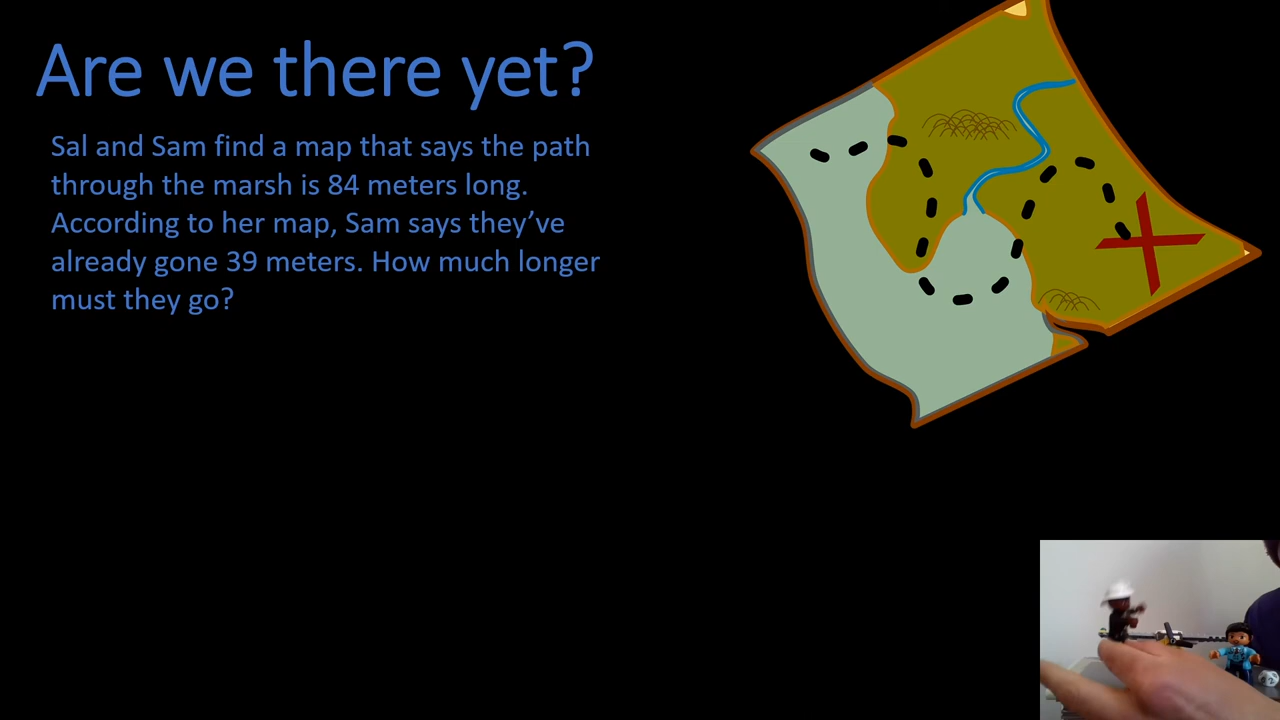 Are we there yet?
Sal and Sam find a map that says the path
through the marsh is 84 meters long.
According to her map, Sam says they’ve
already gone 39 meters. How much longer
must they go?